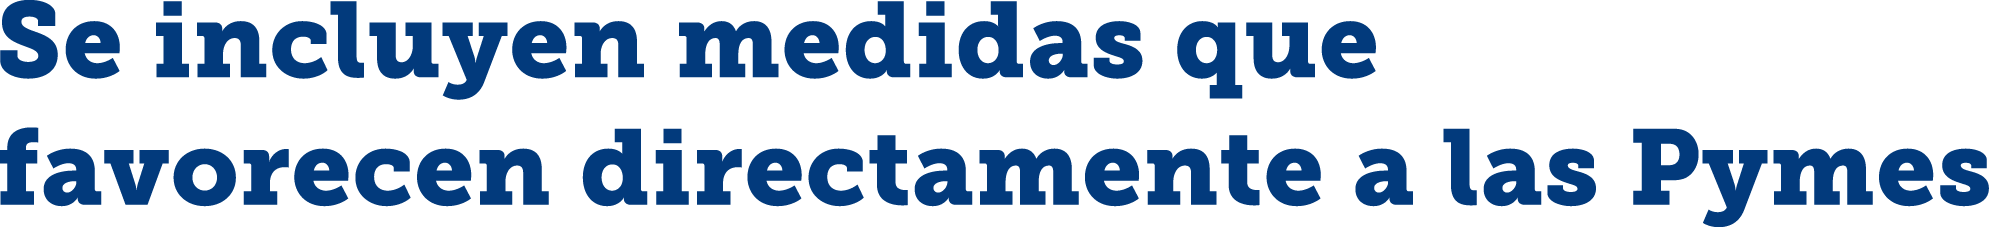 Se incluyen medidas que
favorecen directamente a las Pymes